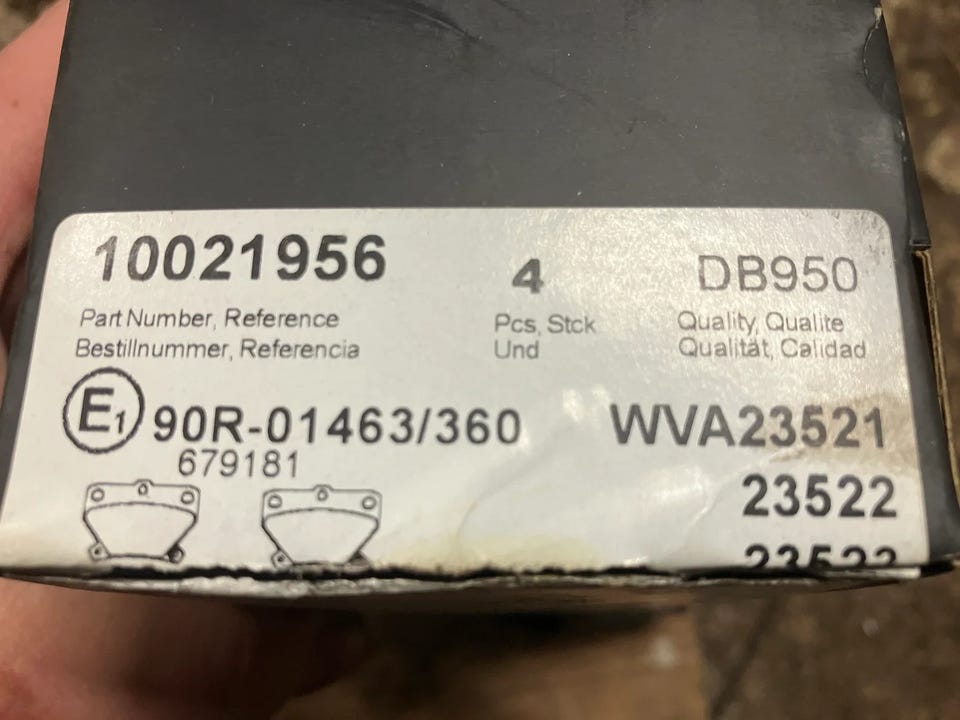 10021956 4 DB950
Part Number, Reference Pcs, Stck Quality, Qualite
Bestillnummer, Referencia Und Qualität, Calidad
E1 90R-01463/360 WVA23521
679181
23522